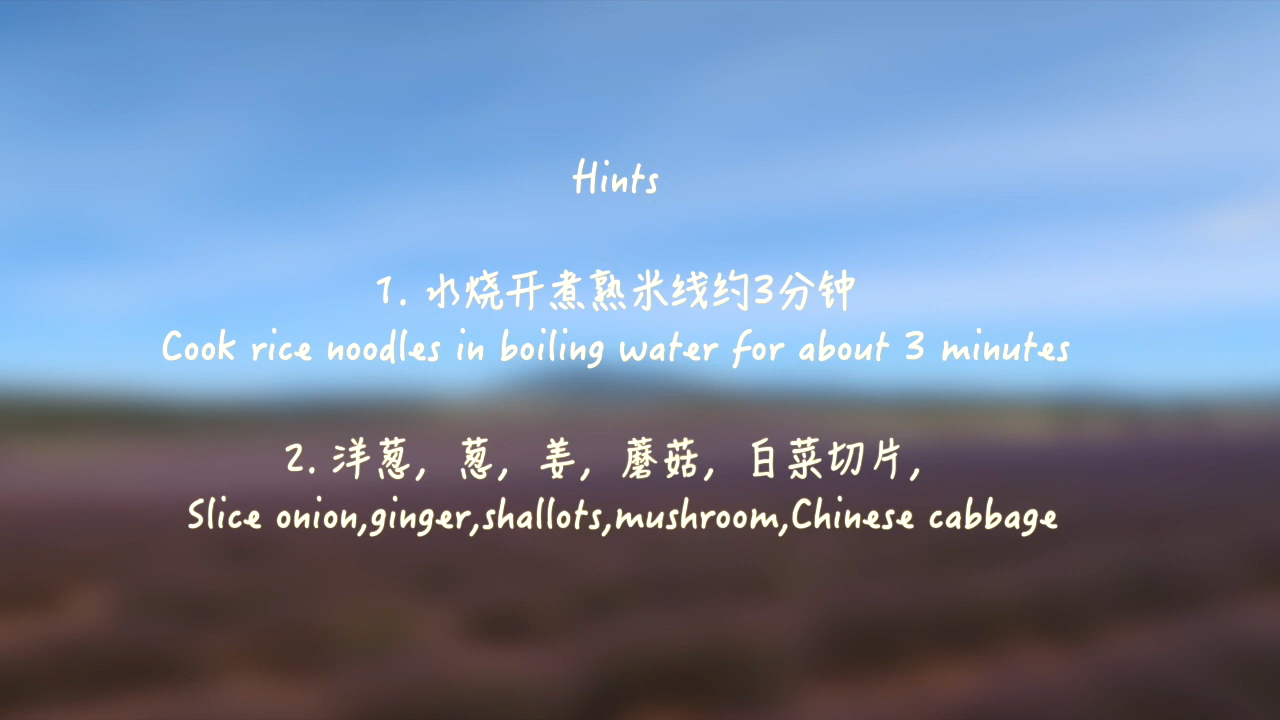 Hints
1. 水烧开煮熟米线约3分钟
Cook rice noodles in boiling water for about 3 minutes
2. 洋葱，葱，姜，蘑菇，白菜切片，
Slice onion,ginger,shallots,mushroom,Chinese cabbage